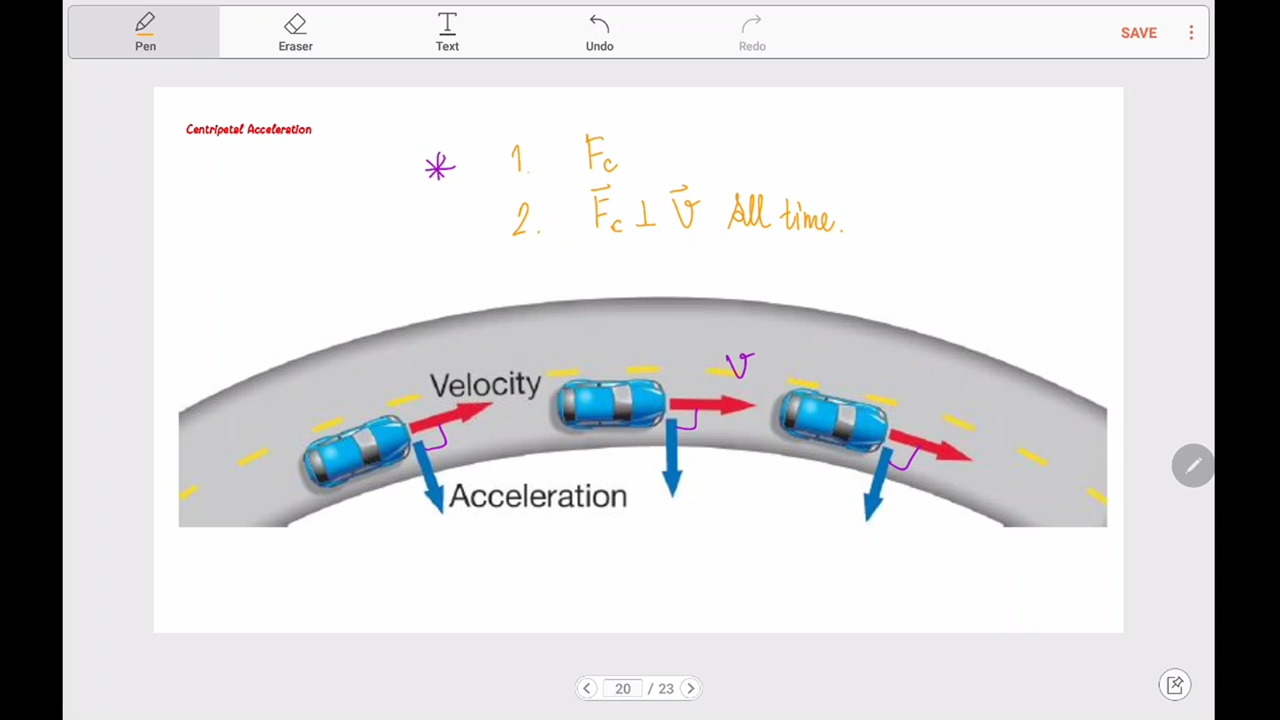 Pen
Eraser
Text
Undo
Redo
SAVE
Centripetal Acceleration
* 1. Fc
2. F⃗c ⊥ v⃗ All time.
v
Velocity
Acceleration
20 / 23